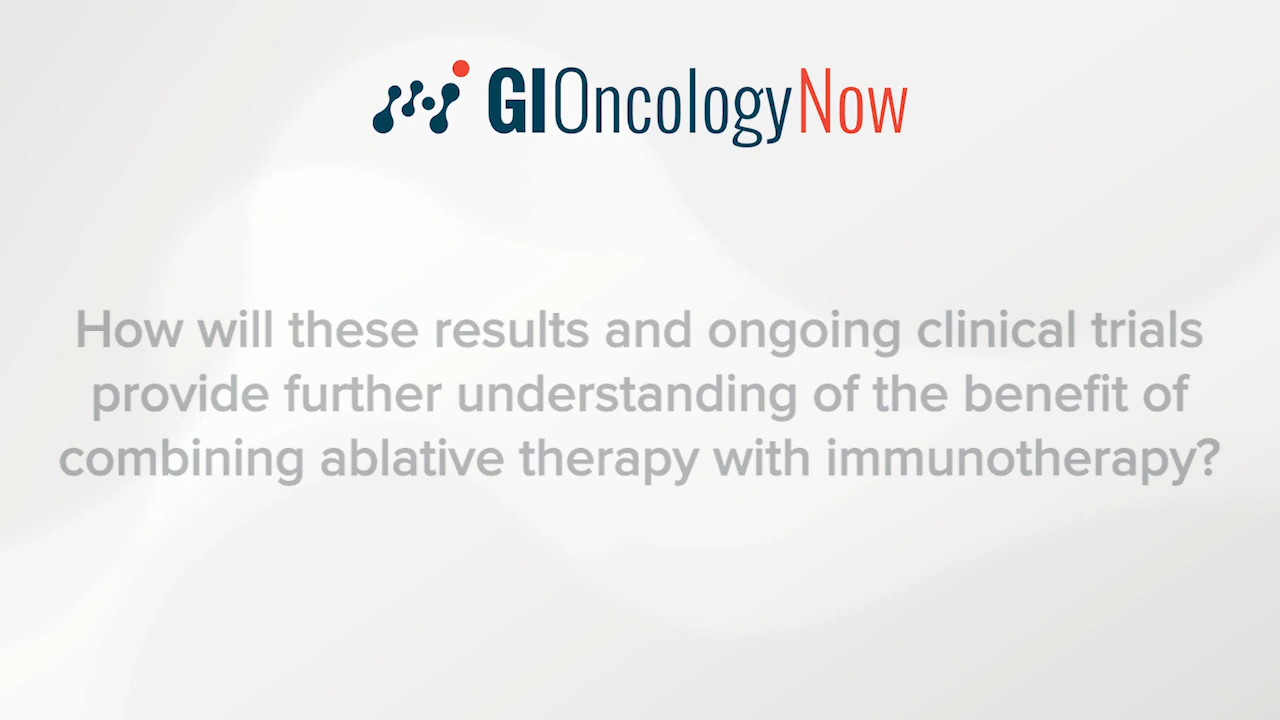 GIOncologyNow
How will these results and ongoing clinical trials
provide further understanding of the benefit of
combining ablative therapy with immunotherapy?